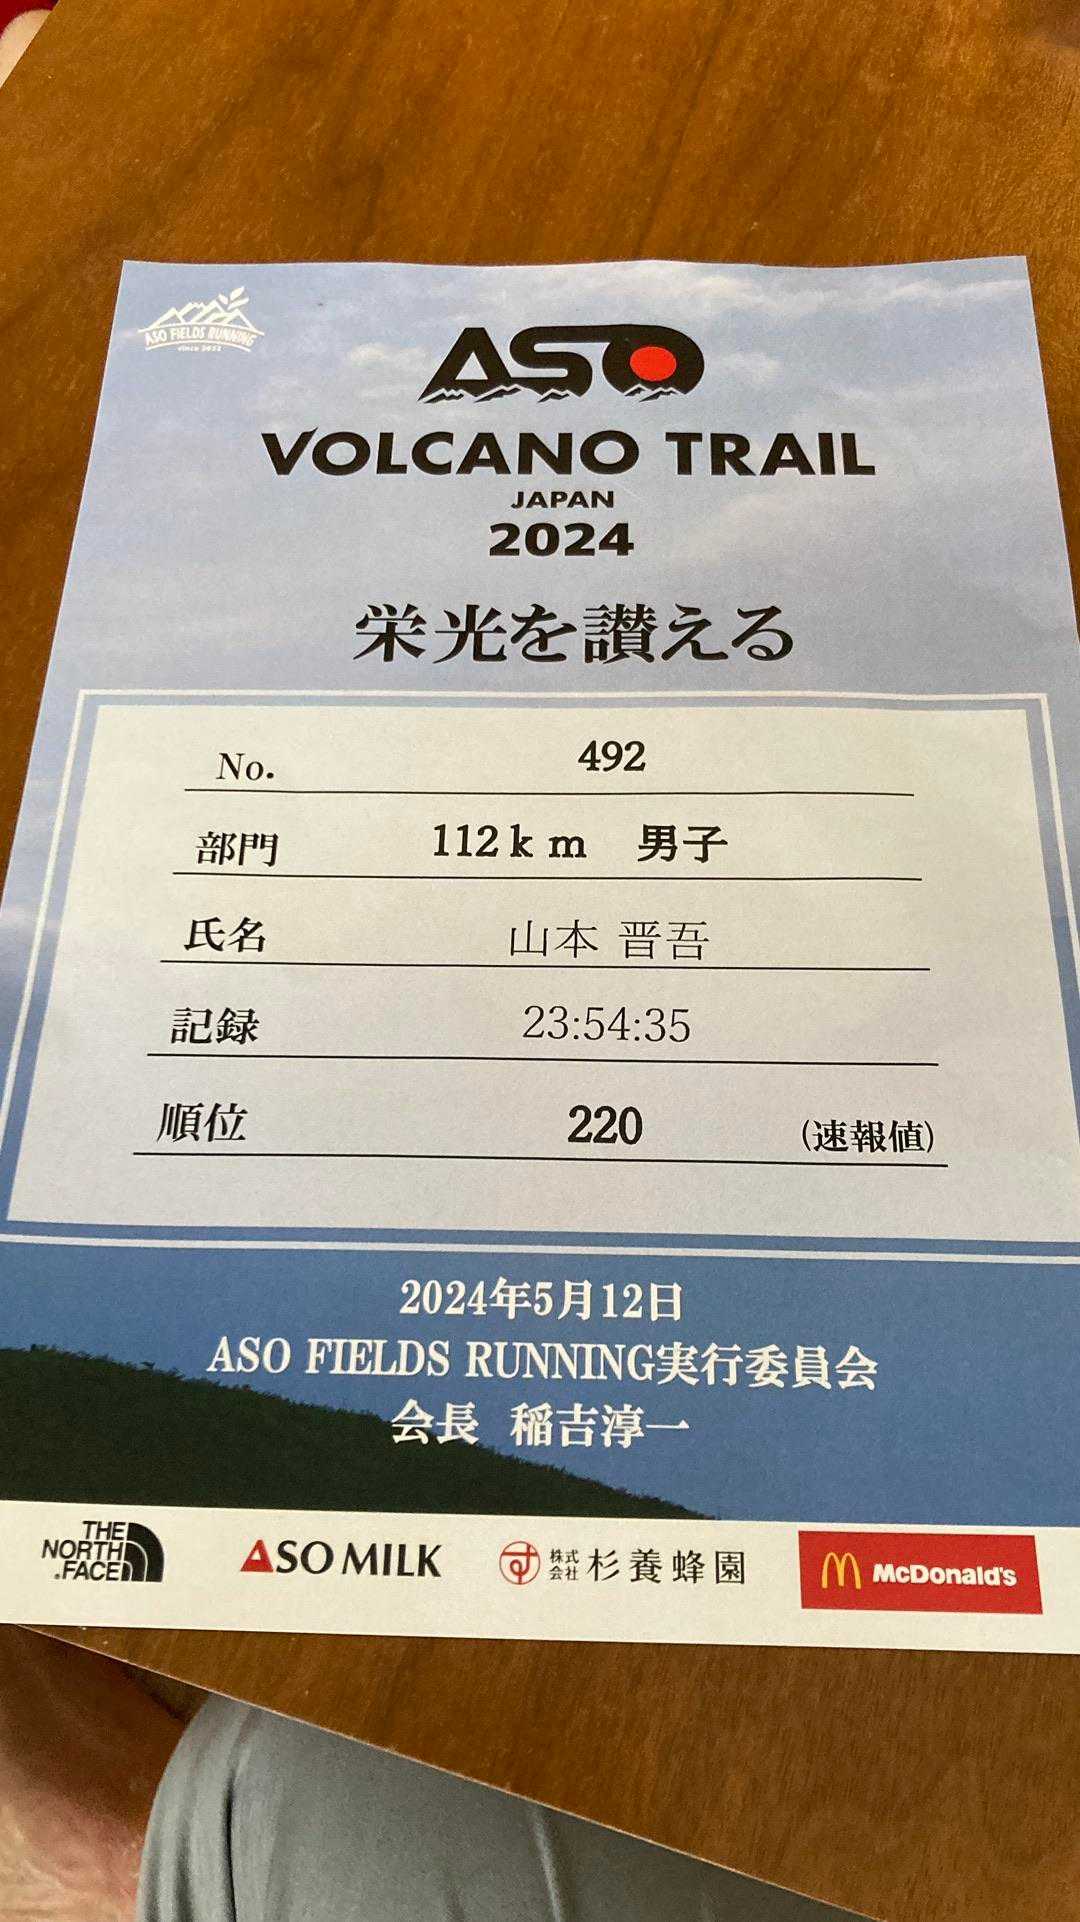 ASO FIELDS RUNNING
since 2022
ASO
VOLCANO TRAIL
JAPAN
2024
栄光を讃える
No. 492
部門 112ｋｍ 男子
氏名 山本 晋吾
記録 23:54:35
順位 220 (速報値)
2024年5月12日
ASO FIELDS RUNNING実行委員会
会長 稲吉淳一
THE NORTH FACE ASO MILK 株式会社 杉養蜂園 McDonald's